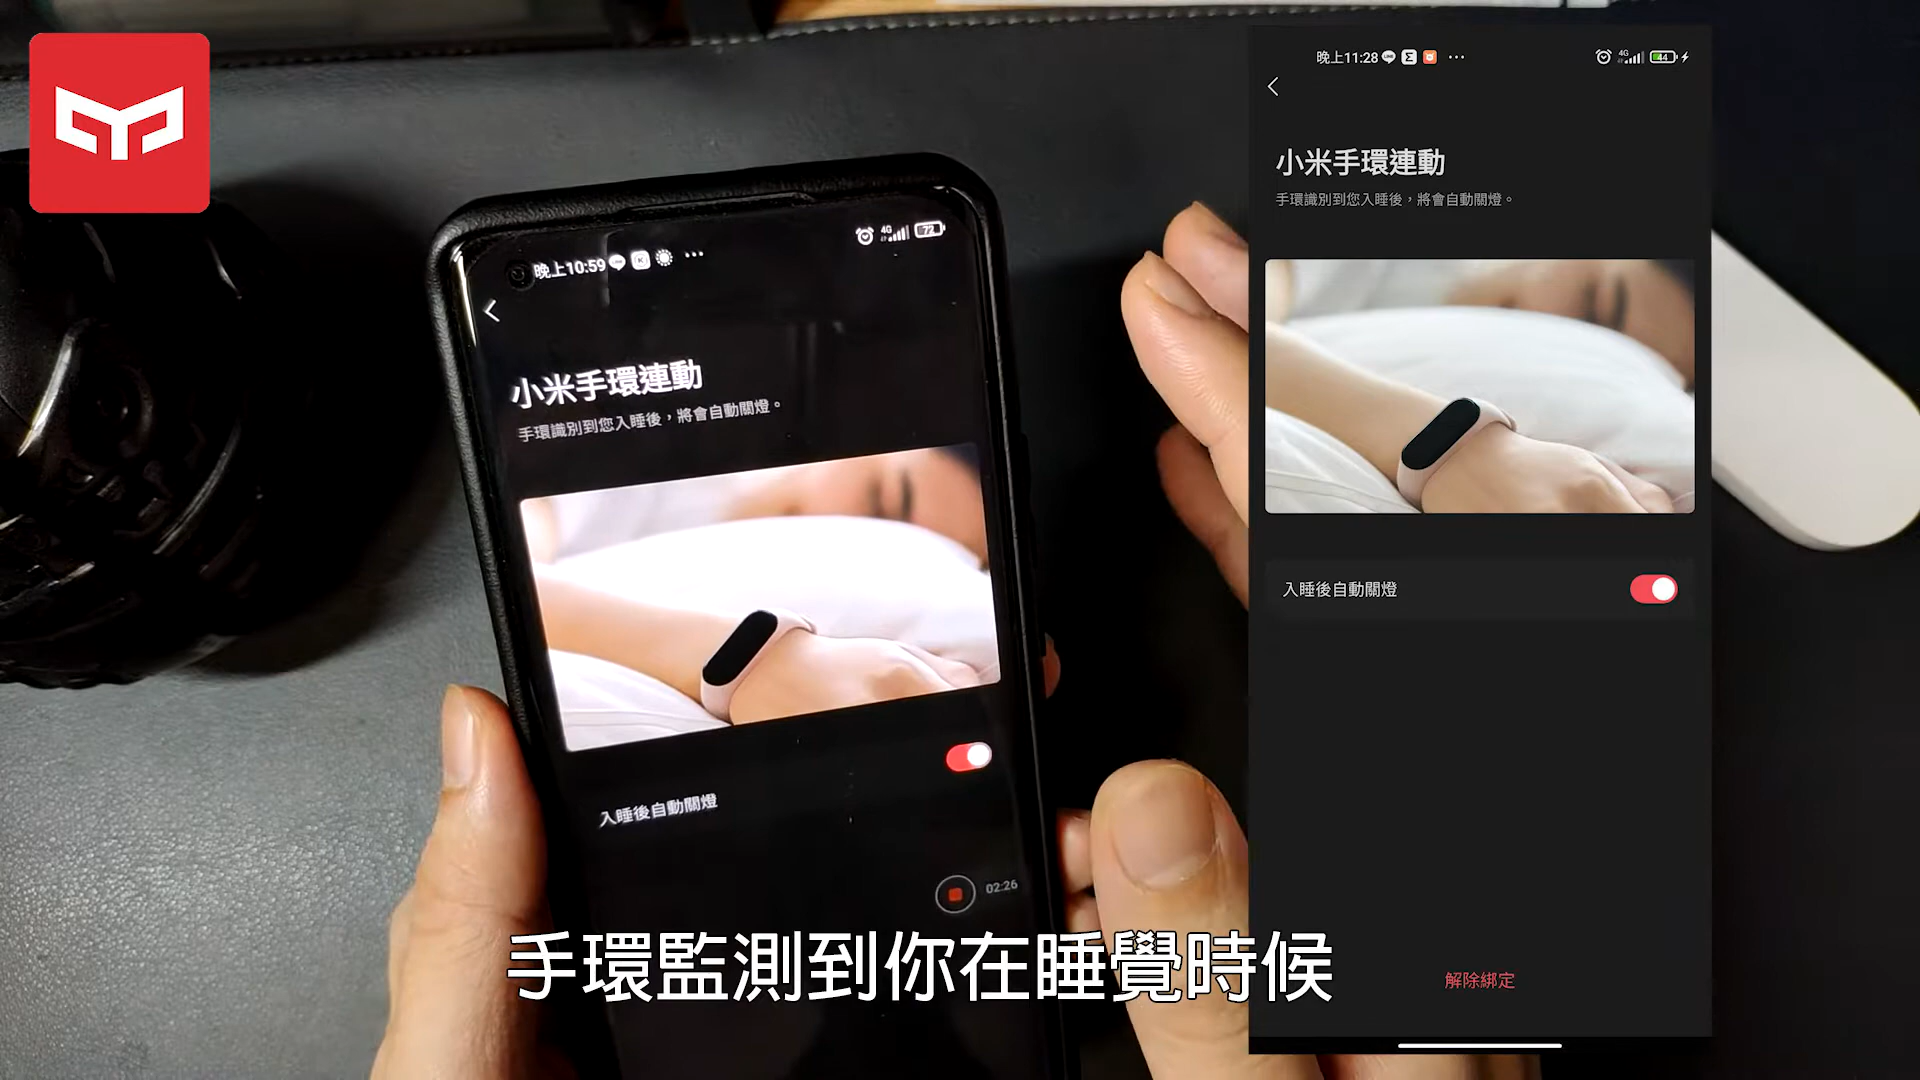 晚上10:59
4G
72
小米手環連動
手環識別到您入睡後，將會自動關燈。
入睡後自動關燈
02:26
晚上11:28
4G
44
小米手環連動
手環識別到您入睡後，將會自動關燈。
入睡後自動關燈
解除綁定
手環監測到你在睡覺時候